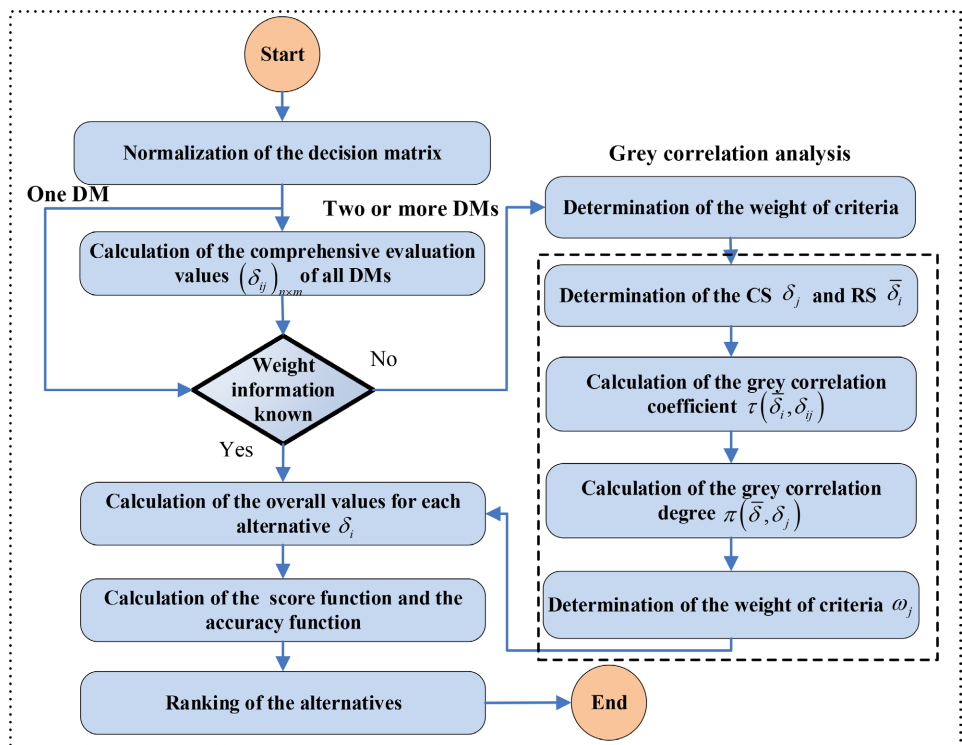 Start
Normalization of the decision matrix
One DM
Two or more DMs
Calculation of the comprehensive evaluation
values (δij)n×m of all DMs
Weight
information
known
No
Yes
Calculation of the overall values for each
alternative δi
Calculation of the score function and the
accuracy function
Ranking of the alternatives
End
Grey correlation analysis
Determination of the weight of criteria
Determination of the CS δj and RS δ̄i
Calculation of the grey correlation
coefficient τ(δ̄i, δij)
Calculation of the grey correlation
degree π(δ̄, δj)
Determination of the weight of criteria ωj